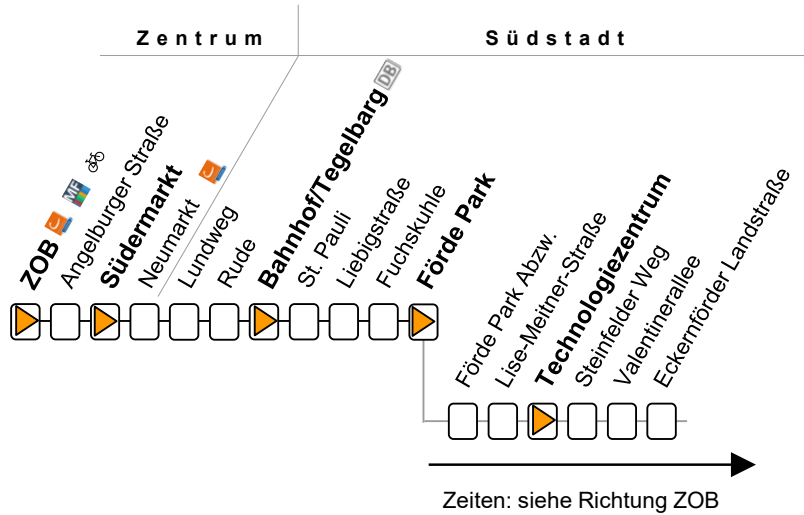 Zentrum
Südstadt
ZOB
MF
Angelburger Straße
Südermarkt
Neumarkt
Lundweg
Rude
Bahnhof/Tegelbarg
DB
St. Pauli
Liebigstraße
Fuchskuhle
Förde Park
Förde Park Abzw.
Lise-Meitner-Straße
Technologiezentrum
Steinfelder Weg
Valentinerallee
Eckernförder Landstraße
Zeiten: siehe Richtung ZOB